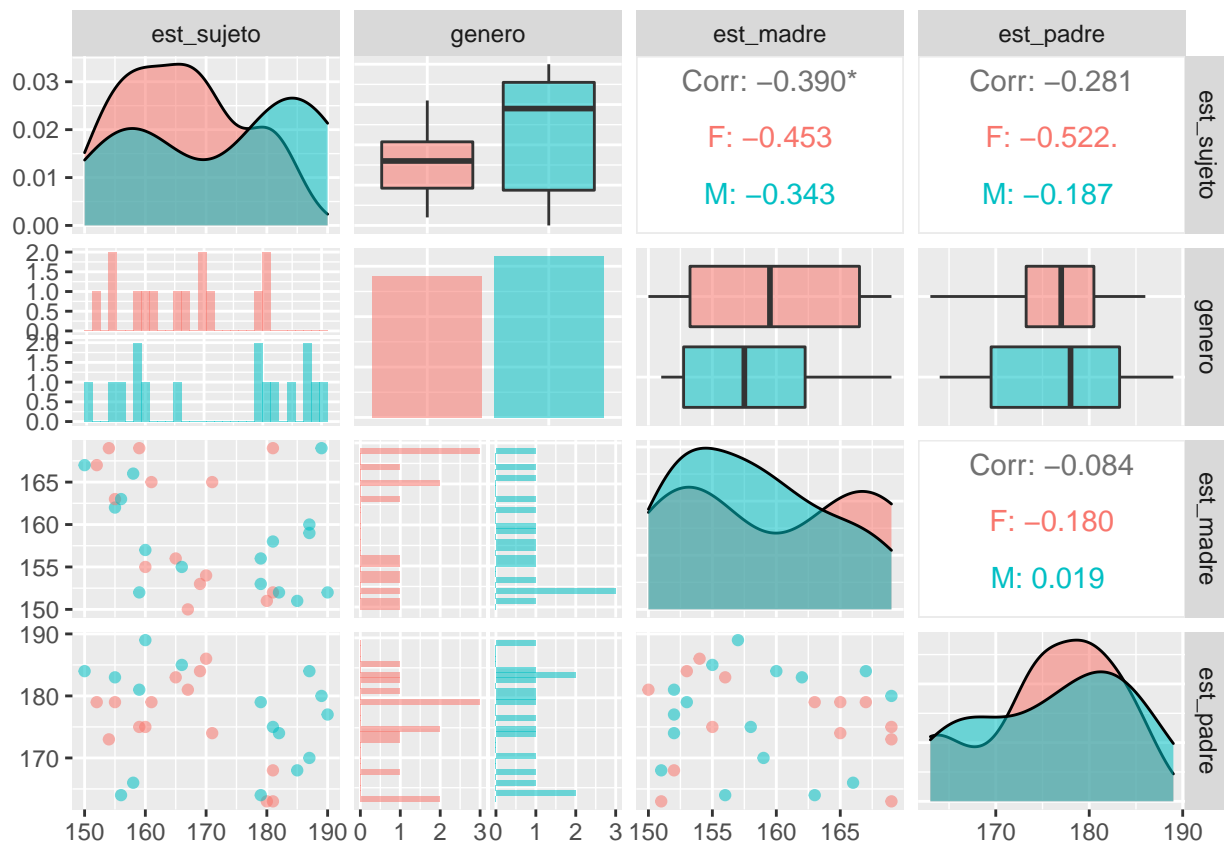 est_sujeto genero est_madre est_padre
0.03
0.02
0.01
0.00
Corr: −0.390*
F: −0.453
M: −0.343
Corr: −0.281
F: −0.522.
M: −0.187
est_sujeto
2.0
1.5
1.0
0.5
0.0
2.0
1.5
1.0
0.5
0.0
genero
165
160
155
150
Corr: −0.084
F: −0.180
M: 0.019
est_madre
190
180
170
est_padre
150 160 170 180 190 0 1 2 3 0 1 2 3 150 155 160 165 170 180 190